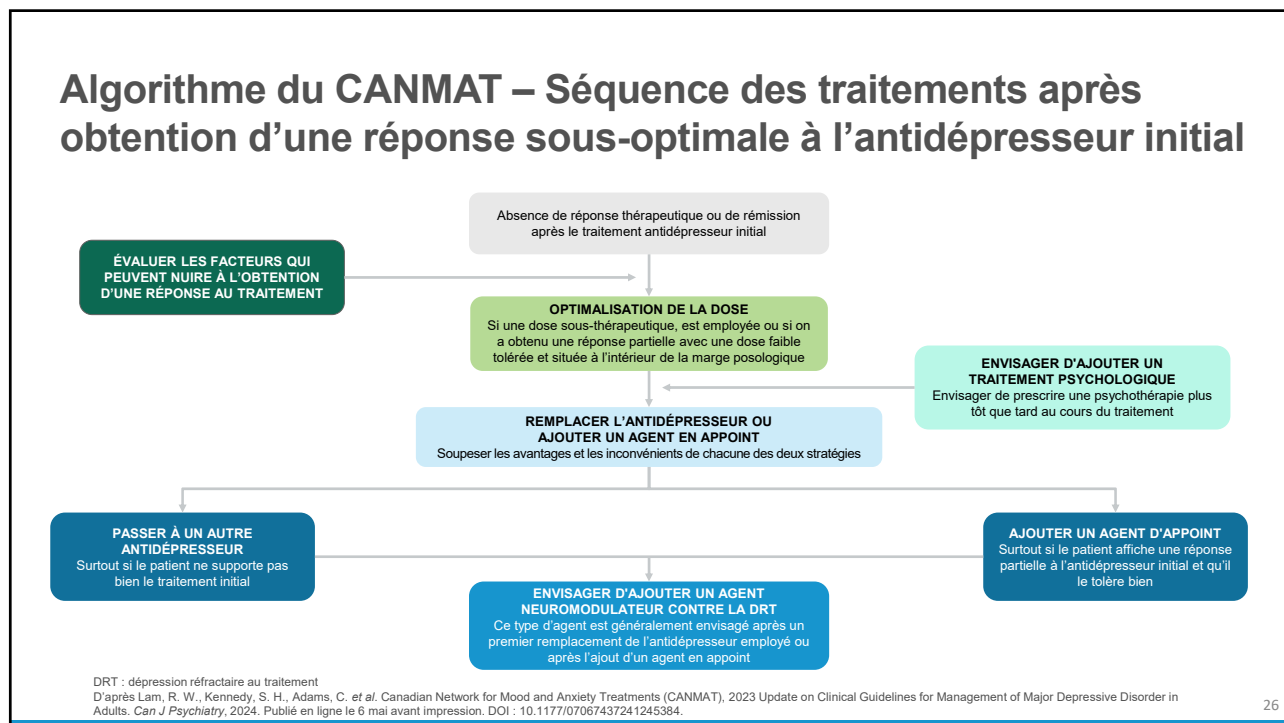 Algorithme du CANMAT – Séquence des traitements après
obtention d’une réponse sous-optimale à l’antidépresseur initial
Absence de réponse thérapeutique ou de rémission
après le traitement antidépresseur initial
ÉVALUER LES FACTEURS QUI
PEUVENT NUIRE À L’OBTENTION
D’UNE RÉPONSE AU TRAITEMENT
OPTIMALISATION DE LA DOSE
Si une dose sous-thérapeutique, est employée ou si on
a obtenu une réponse partielle avec une dose faible
tolérée et située à l’intérieur de la marge posologique
ENVISAGER D'AJOUTER UN
TRAITEMENT PSYCHOLOGIQUE
Envisager de prescrire une psychothérapie plus
tôt que tard au cours du traitement
REMPLACER L’ANTIDÉPRESSEUR OU
AJOUTER UN AGENT EN APPOINT
Soupeser les avantages et les inconvénients de chacune des deux stratégies
PASSER À UN AUTRE
ANTIDÉPRESSEUR
Surtout si le patient ne supporte pas
bien le traitement initial
AJOUTER UN AGENT D'APPOINT
Surtout si le patient affiche une réponse
partielle à l’antidépresseur initial et qu’il
le tolère bien
ENVISAGER D'AJOUTER UN AGENT
NEUROMODULATEUR CONTRE LA DRT
Ce type d’agent est généralement envisagé après un
premier remplacement de l’antidépresseur employé ou
après l’ajout d’un agent en appoint
DRT : dépression réfractaire au traitement
D’après Lam, R. W., Kennedy, S. H., Adams, C. et al. Canadian Network for Mood and Anxiety Treatments (CANMAT), 2023 Update on Clinical Guidelines for Management of Major Depressive Disorder in
Adults. Can J Psychiatry, 2024. Publié en ligne le 6 mai avant impression. DOI : 10.1177/07067437241245384.
26